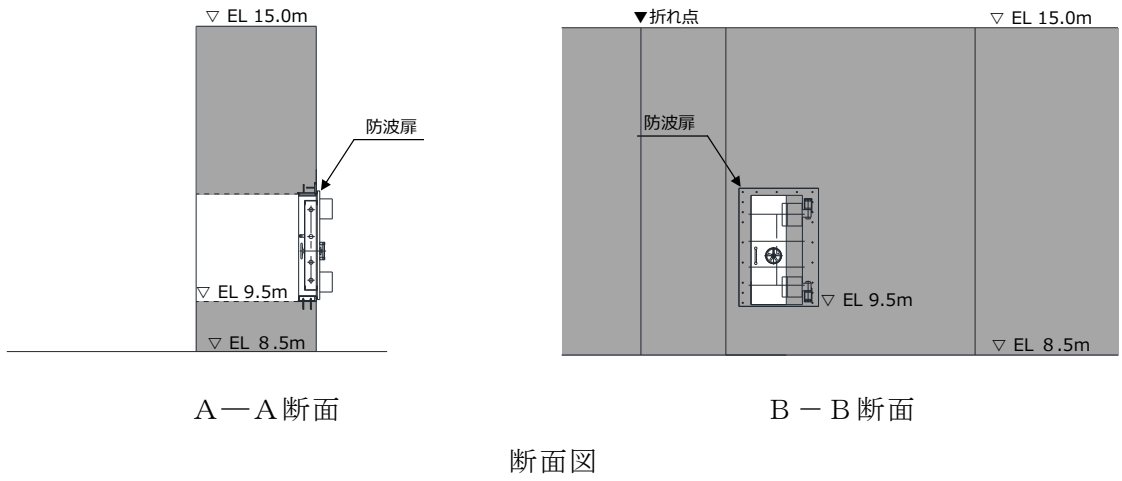 ▽ EL 15.0m
防波扉
▽ EL 9.5m
▽ EL ８.5m
A―A断面
▼折れ点
▽ EL 15.0m
防波扉
▽ EL 9.5m
▽ EL ８.5m
B－B断面
断面図